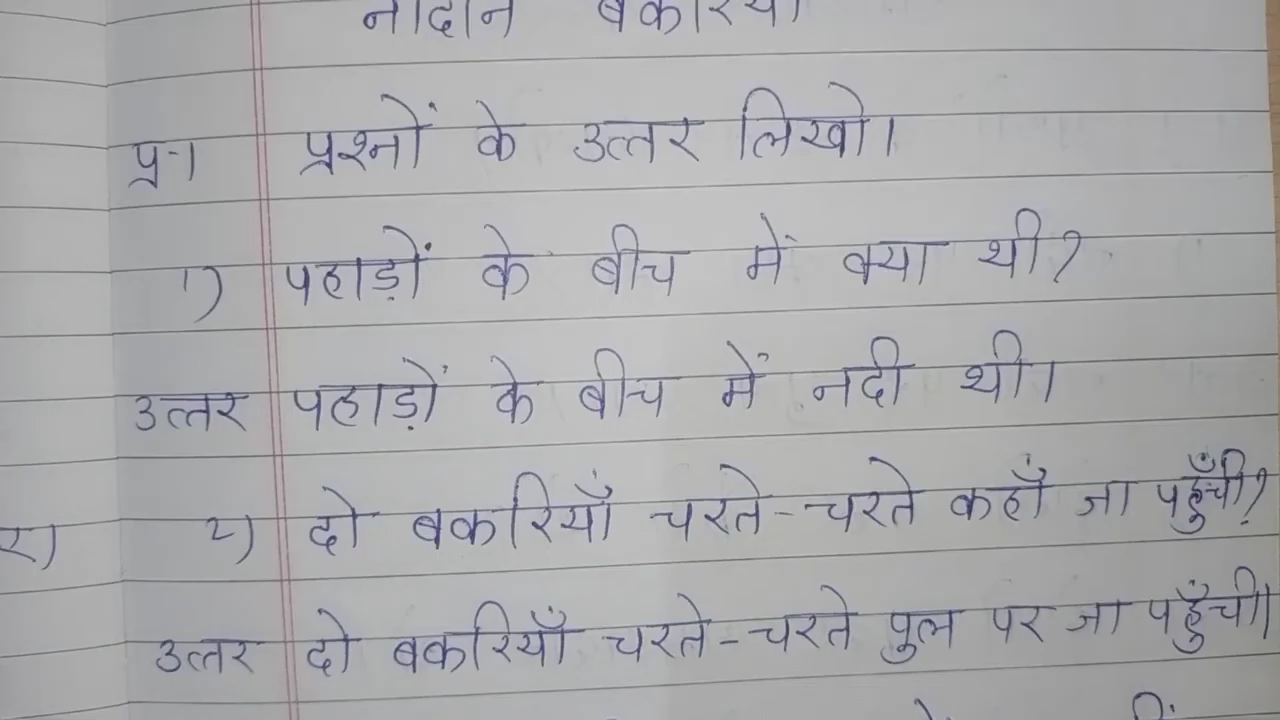 नादान बकरियाँ
प्र-1 प्रश्नों के उत्तर लिखो।
1) पहाड़ों के बीच में क्या थी?
उत्तर पहाड़ों के बीच में नदी थी।
2) दो बकरियाँ चरते-चरते कहाँ जा पहुँची?
उत्तर दो बकरियाँ चरते-चरते पुल पर जा पहुँची।